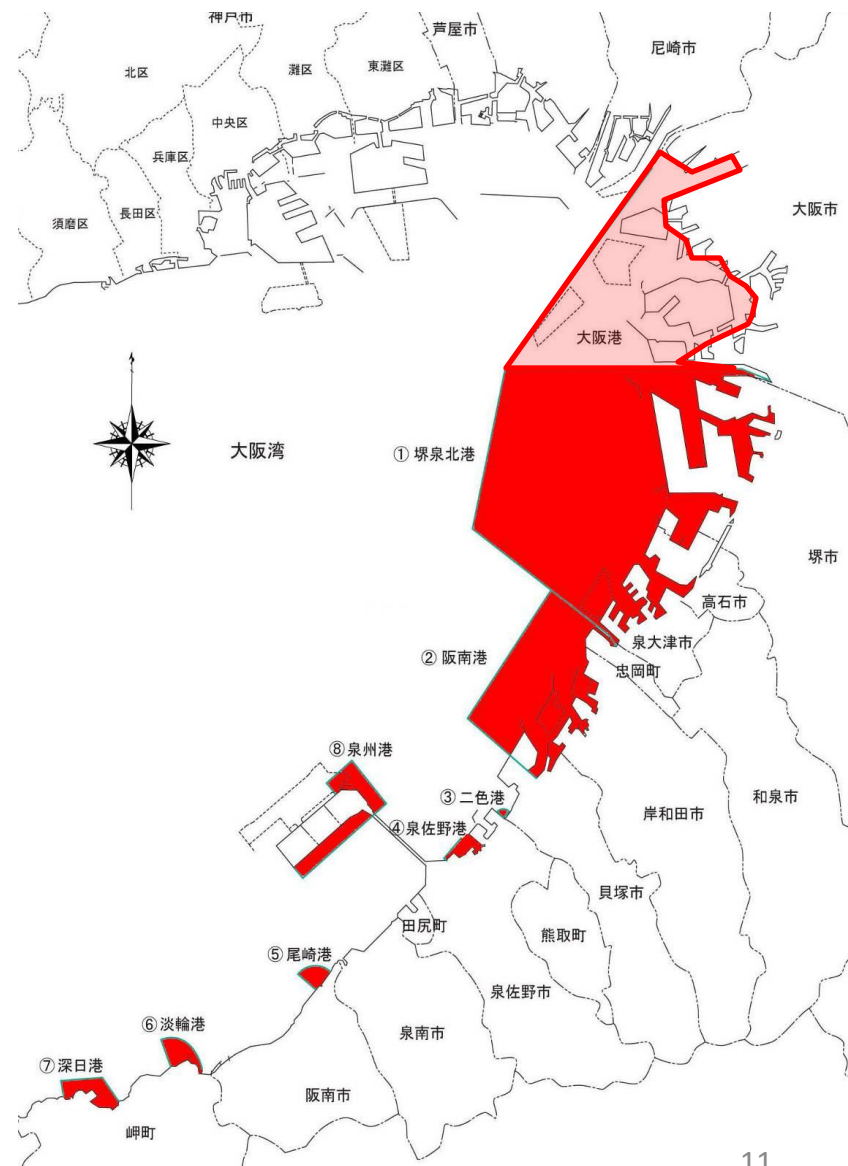 神戸市
芦屋市
尼崎市
北区
灘区
東灘区
中央区
兵庫区
長田区
須磨区
大阪市
大阪港
大阪湾
① 堺泉北港
堺市
高石市
泉大津市
忠岡町
② 阪南港
⑧ 泉州港
③ 二色港
④ 泉佐野港
岸和田市
和泉市
貝塚市
熊取町
田尻町
⑤ 尾崎港
泉佐野市
泉南市
⑥ 淡輪港
⑦ 深日港
阪南市
岬町
11